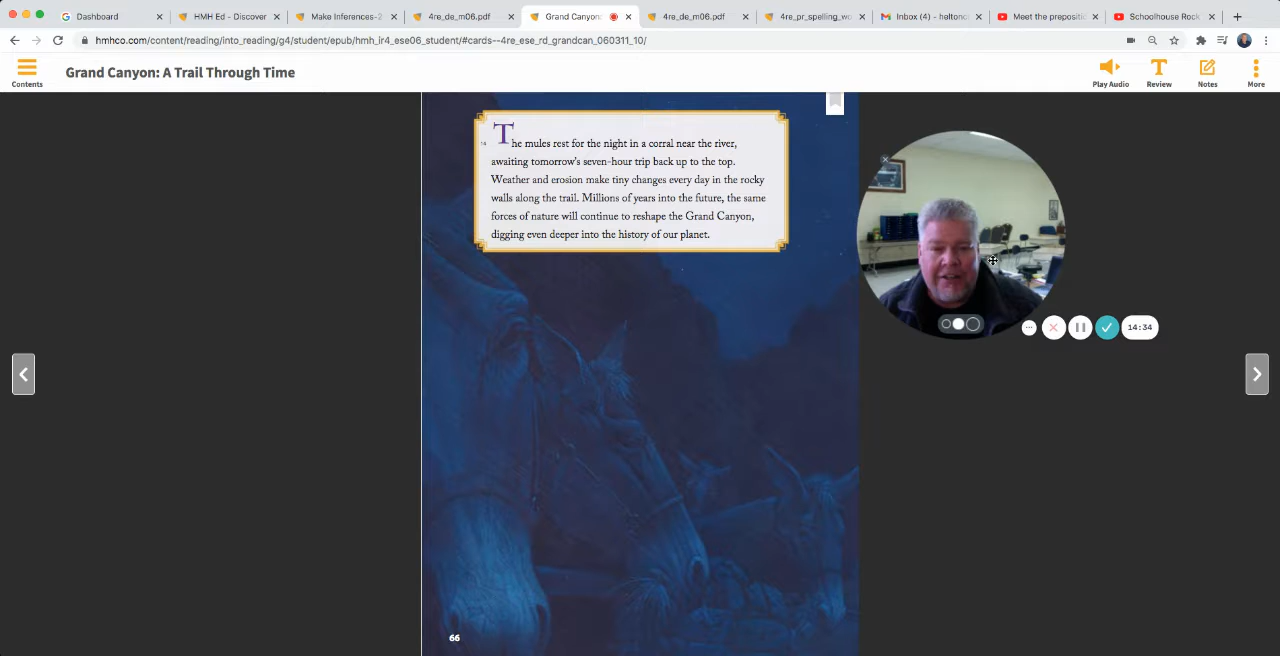 Dashboard
HMH Ed - Discover
Make Inferences-2
4re_de_m06.pdf
Grand Canyon:
4re_de_m06.pdf
4re_pr_spelling_wo
Inbox (4) - helton
Meet the preposit
Schoolhouse Rock
hmhco.com/content/reading/into_reading/g4/student/epub/hmh_ir4_ese06_student/#cards--4re_ese_rd_grandcan_060311_10/
Contents
Grand Canyon: A Trail Through Time
Play Audio
Review
Notes
More
14
The mules rest for the night in a corral near the river,
awaiting tomorrow's seven-hour trip back up to the top.
Weather and erosion make tiny changes every day in the rocky
walls along the trail. Millions of years into the future, the same
forces of nature will continue to reshape the Grand Canyon,
digging even deeper into the history of our planet.
14:34
66